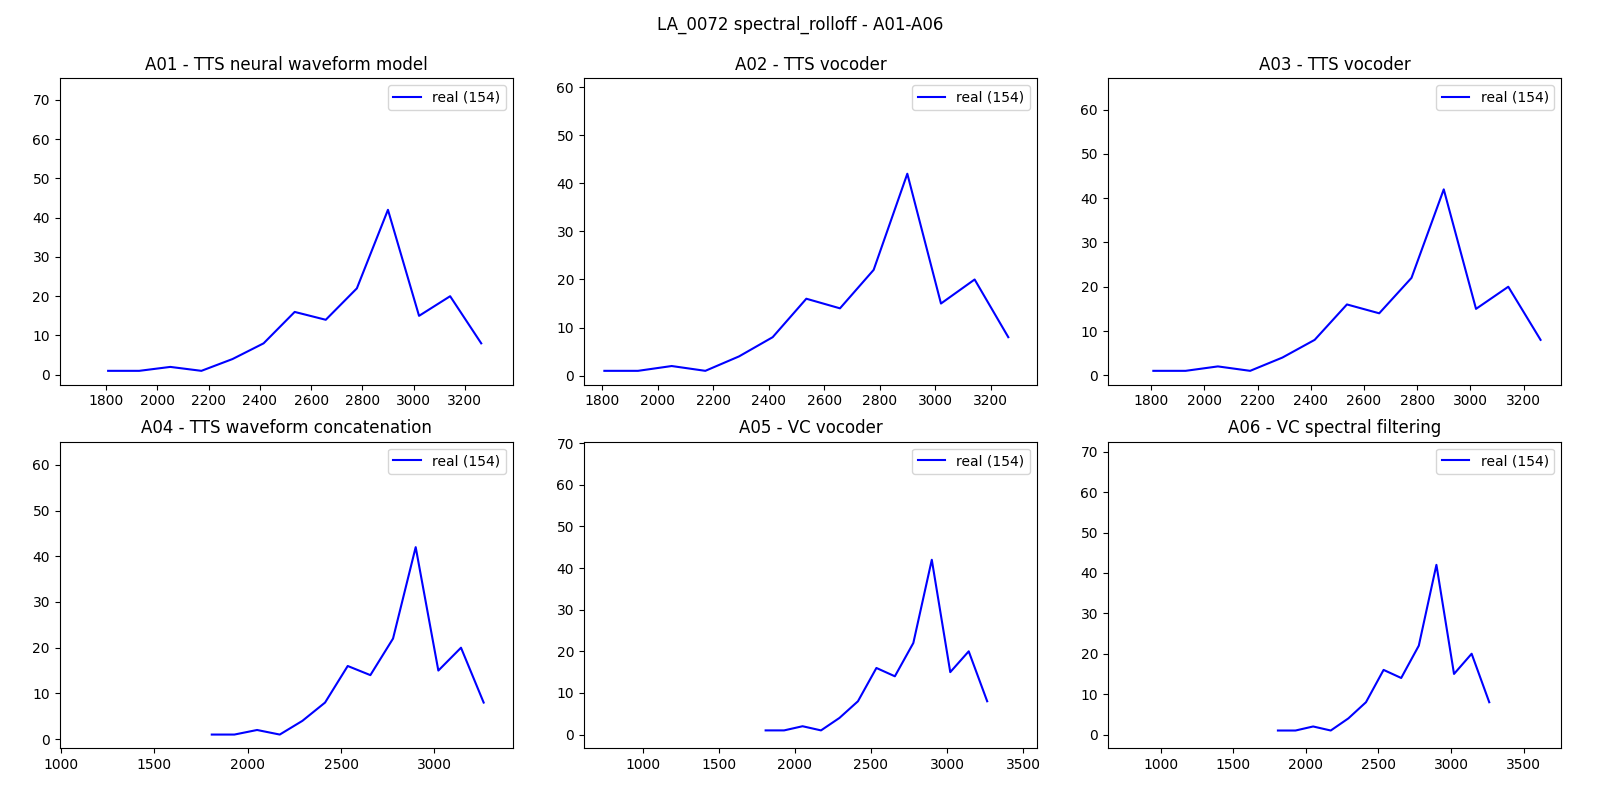 LA_0072 spectral_rolloff - A01-A06
A01 - TTS neural waveform model
real (154)
70
60
50
40
30
20
10
0
1800 2000 2200 2400 2600 2800 3000 3200
A02 - TTS vocoder
real (154)
60
50
40
30
20
10
0
1800 2000 2200 2400 2600 2800 3000 3200
A03 - TTS vocoder
real (154)
60
50
40
30
20
10
0
1800 2000 2200 2400 2600 2800 3000 3200
A04 - TTS waveform concatenation
real (154)
60
50
40
30
20
10
0
1000 1500 2000 2500 3000
A05 - VC vocoder
real (154)
70
60
50
40
30
20
10
0
1000 1500 2000 2500 3000 3500
A06 - VC spectral filtering
real (154)
70
60
50
40
30
20
10
0
1000 1500 2000 2500 3000 3500